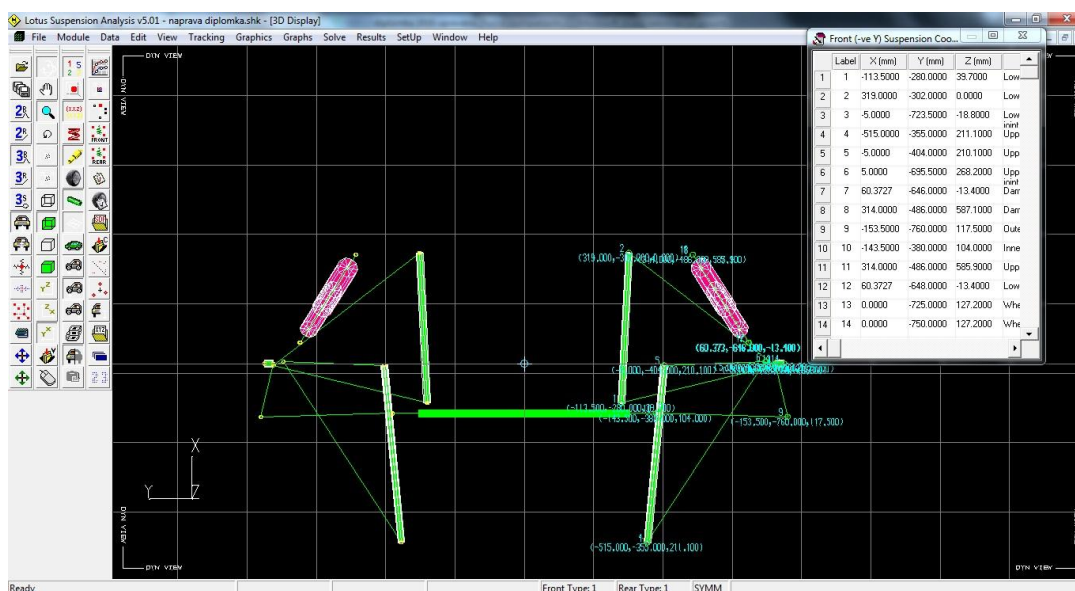 Lotus Suspension Analysis v5.01 - naprava diplomka.shk - [3D Display]
File Module Data Edit View Tracking Graphics Graphs Solve Results SetUp Window Help
Front (-ve Y) Suspension Coo...
Label X (mm) Y (mm) Z (mm)
1 1 -113.5000 -280.0000 39.7000 Low
2 2 319.0000 -302.0000 0.0000 Low
3 3 -5.0000 -723.5000 -18.8000 Low
4 4 -515.0000 -355.0000 211.1000 Upp
5 5 -5.0000 -404.0000 210.1000 Upp
6 6 5.0000 -695.5000 268.2000 Upp
7 7 60.3727 -646.0000 -13.4000 Dam
8 8 314.0000 -486.0000 587.1000 Dam
9 9 -153.5000 -760.0000 117.5000 Oute
10 10 -143.5000 -380.0000 104.0000 Inne
11 11 314.0000 -486.0000 585.9000 Upp
12 12 60.3727 -648.0000 -13.4000 Low
13 13 0.0000 -725.0000 127.2000 Whe
14 14 0.0000 -750.0000 127.2000 Whe
DYN VIEW
DYN VIEW
2
18
(60.373,-646.000,-13.400)
5
9
(-153.500,-760.000,117.500)
X
Y
Z
4
(-515.000,-355.000,211.100)
DYN VIEW
DYN VIEW
DYN VIEW
Ready
Front Type: 1
Rear Type: 1
SYMM